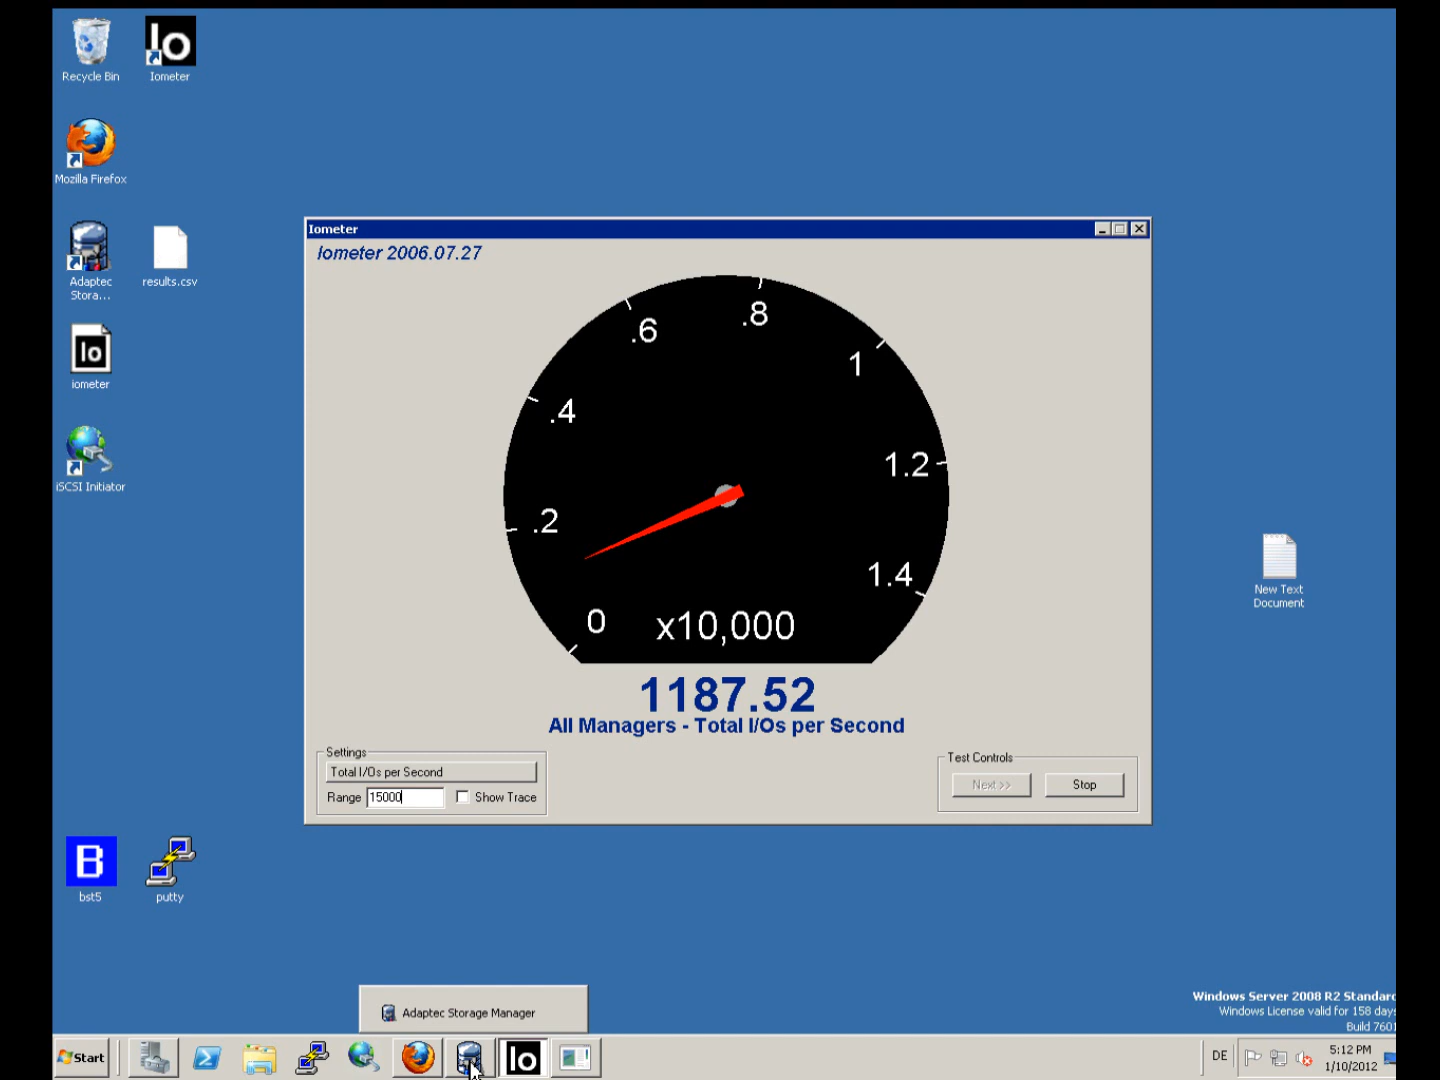 Recycle Bin
Iometer
Mozilla Firefox
Adaptec
Stora...
results.csv
Io
iometer
iSCSI Initiator
Iometer
Iometer 2006.07.27
0
.2
.4
.6
.8
1
1.2
1.4
x10,000
1187.52
All Managers - Total I/Os per Second
Settings
Total I/Os per Second
Range 15000 Show Trace
Test Controls
Next >> Stop
New Text
Document
B
bst5
putty
Adaptec Storage Manager
Windows Server 2008 R2 Standard
Windows License valid for 158 days
Build 7601
Start
Io
DE
5:12 PM
1/10/2012